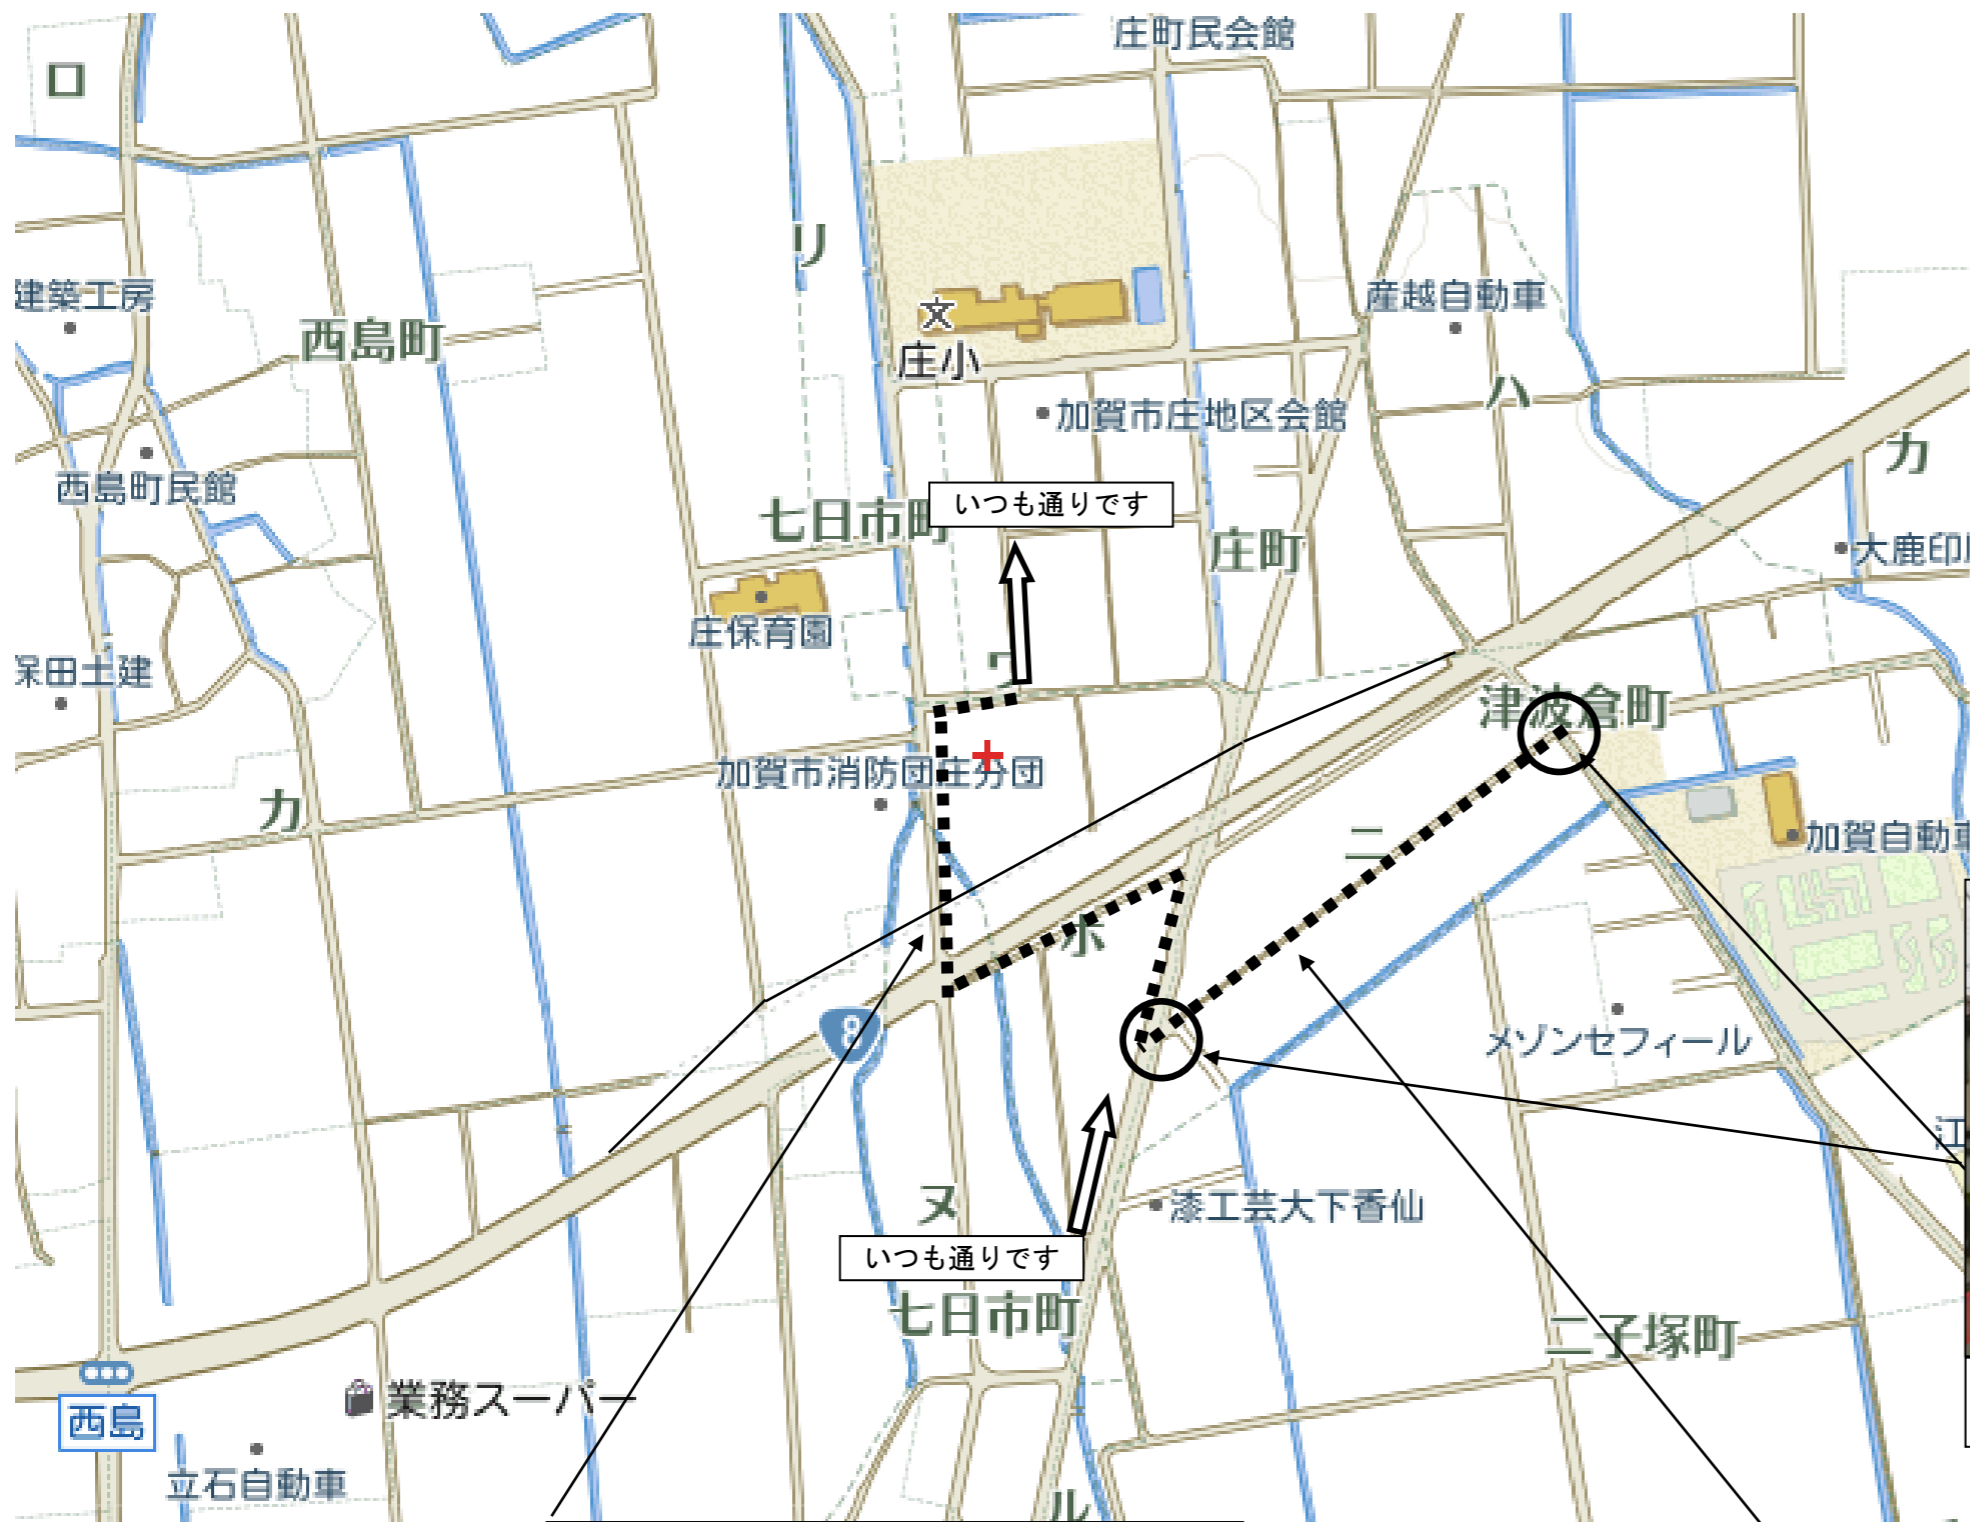 庄町民会館
ロ
リ
建築工房
西島町
産越自動車
文
庄小
ハ
加賀市庄地区会館
カ
西島町民館
いつも通りです
七日市町
庄町
大鹿印
庄保育園
保田土建
ワ
津波倉町
加賀市消防団庄分団
カ
ニ
加賀自動車
ホ
8
メゾンセフィール
江
ヌ
漆工芸大下香仙
いつも通りです
七日市町
二子塚町
業務スーパー
西島
立石自動車
ル